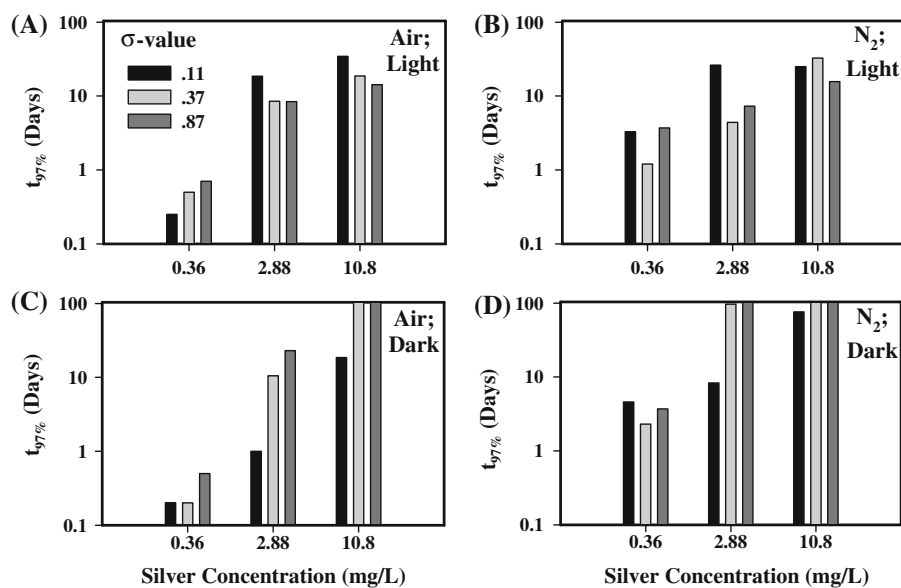 (A)
σ-value
.11
.37
.87
Air;
Light
t97% (Days)
100
10
1
0.1
0.36 2.88 10.8
(B)
N2;
Light
t97% (Days)
100
10
1
0.1
0.36 2.88 10.8
(C)
Air;
Dark
t97% (Days)
100
10
1
0.1
0.36 2.88 10.8
Silver Concentration (mg/L)
(D)
N2;
Dark
t97% (Days)
100
10
1
0.1
0.36 2.88 10.8
Silver Concentration (mg/L)